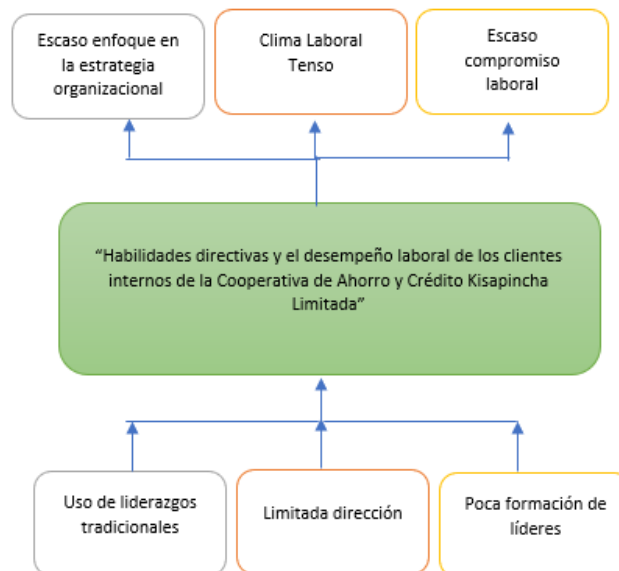 Escaso enfoque en
la estrategia
organizacional
Clima Laboral
Tenso
Escaso
compromiso
laboral
“Habilidades directivas y el desempeño laboral de los clientes
internos de la Cooperativa de Ahorro y Crédito Kisapincha
Limitada”
Uso de liderazgos
tradicionales
Limitada dirección
Poca formación de
líderes